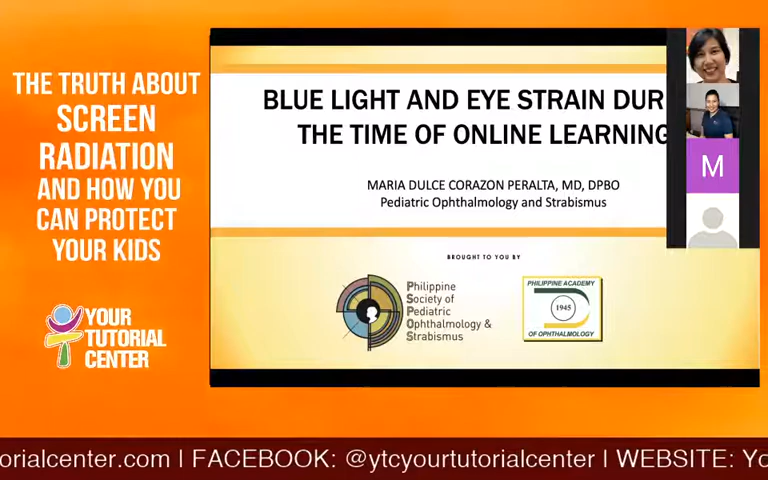 THE TRUTH ABOUT
SCREEN
RADIATION
AND HOW YOU
CAN PROTECT
YOUR KIDS
YOUR
TUTORIAL
CENTER
BLUE LIGHT AND EYE STRAIN DUR
THE TIME OF ONLINE LEARNING
MARIA DULCE CORAZON PERALTA, MD, DPBO
Pediatric Ophthalmology and Strabismus
BROUGHT TO YOU BY
Philippine
Society of
Pediatric
Ophthalmology &
Strabismus
PHILIPPINE ACADEMY
1945
OF OPHTHALMOLOGY
M
orialcenter.com | FACEBOOK: @ytcyourtutorialcenter | WEBSITE: Yo